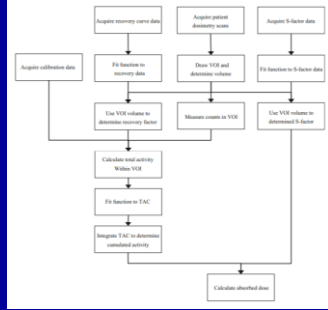 Acquire recovery curve data
Acquire patient
dosimetry scans
Acquire S-factor data
Acquire calibration data
Fit function to
recovery data
Draw VOI and
determine volume
Fit function to S-factor data
Use VOI volume to
determine recovery factor
Measure counts in VOI
Use VOI volume to
determined S-factor
Calculate total activity
Within VOI
Fit function to TAC
Integrate TAC to determine
cumulated activity
Calculate absorbed dose